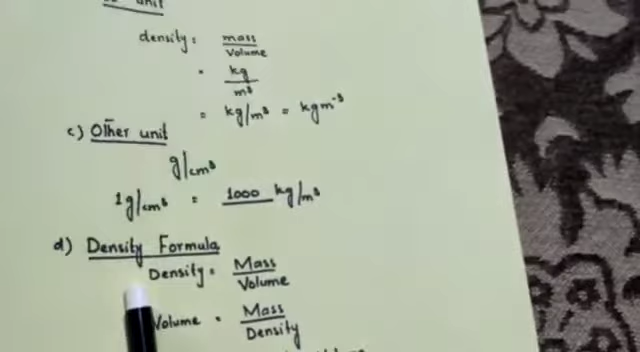 unit
density = mass / Volume
= kg / m³
= kg/m³ = kgm⁻³
c) Other unit
g/cm³
1g/cm³ = 1000 kg/m³
d) Density Formula
Density = Mass / Volume
Volume = Mass / Density